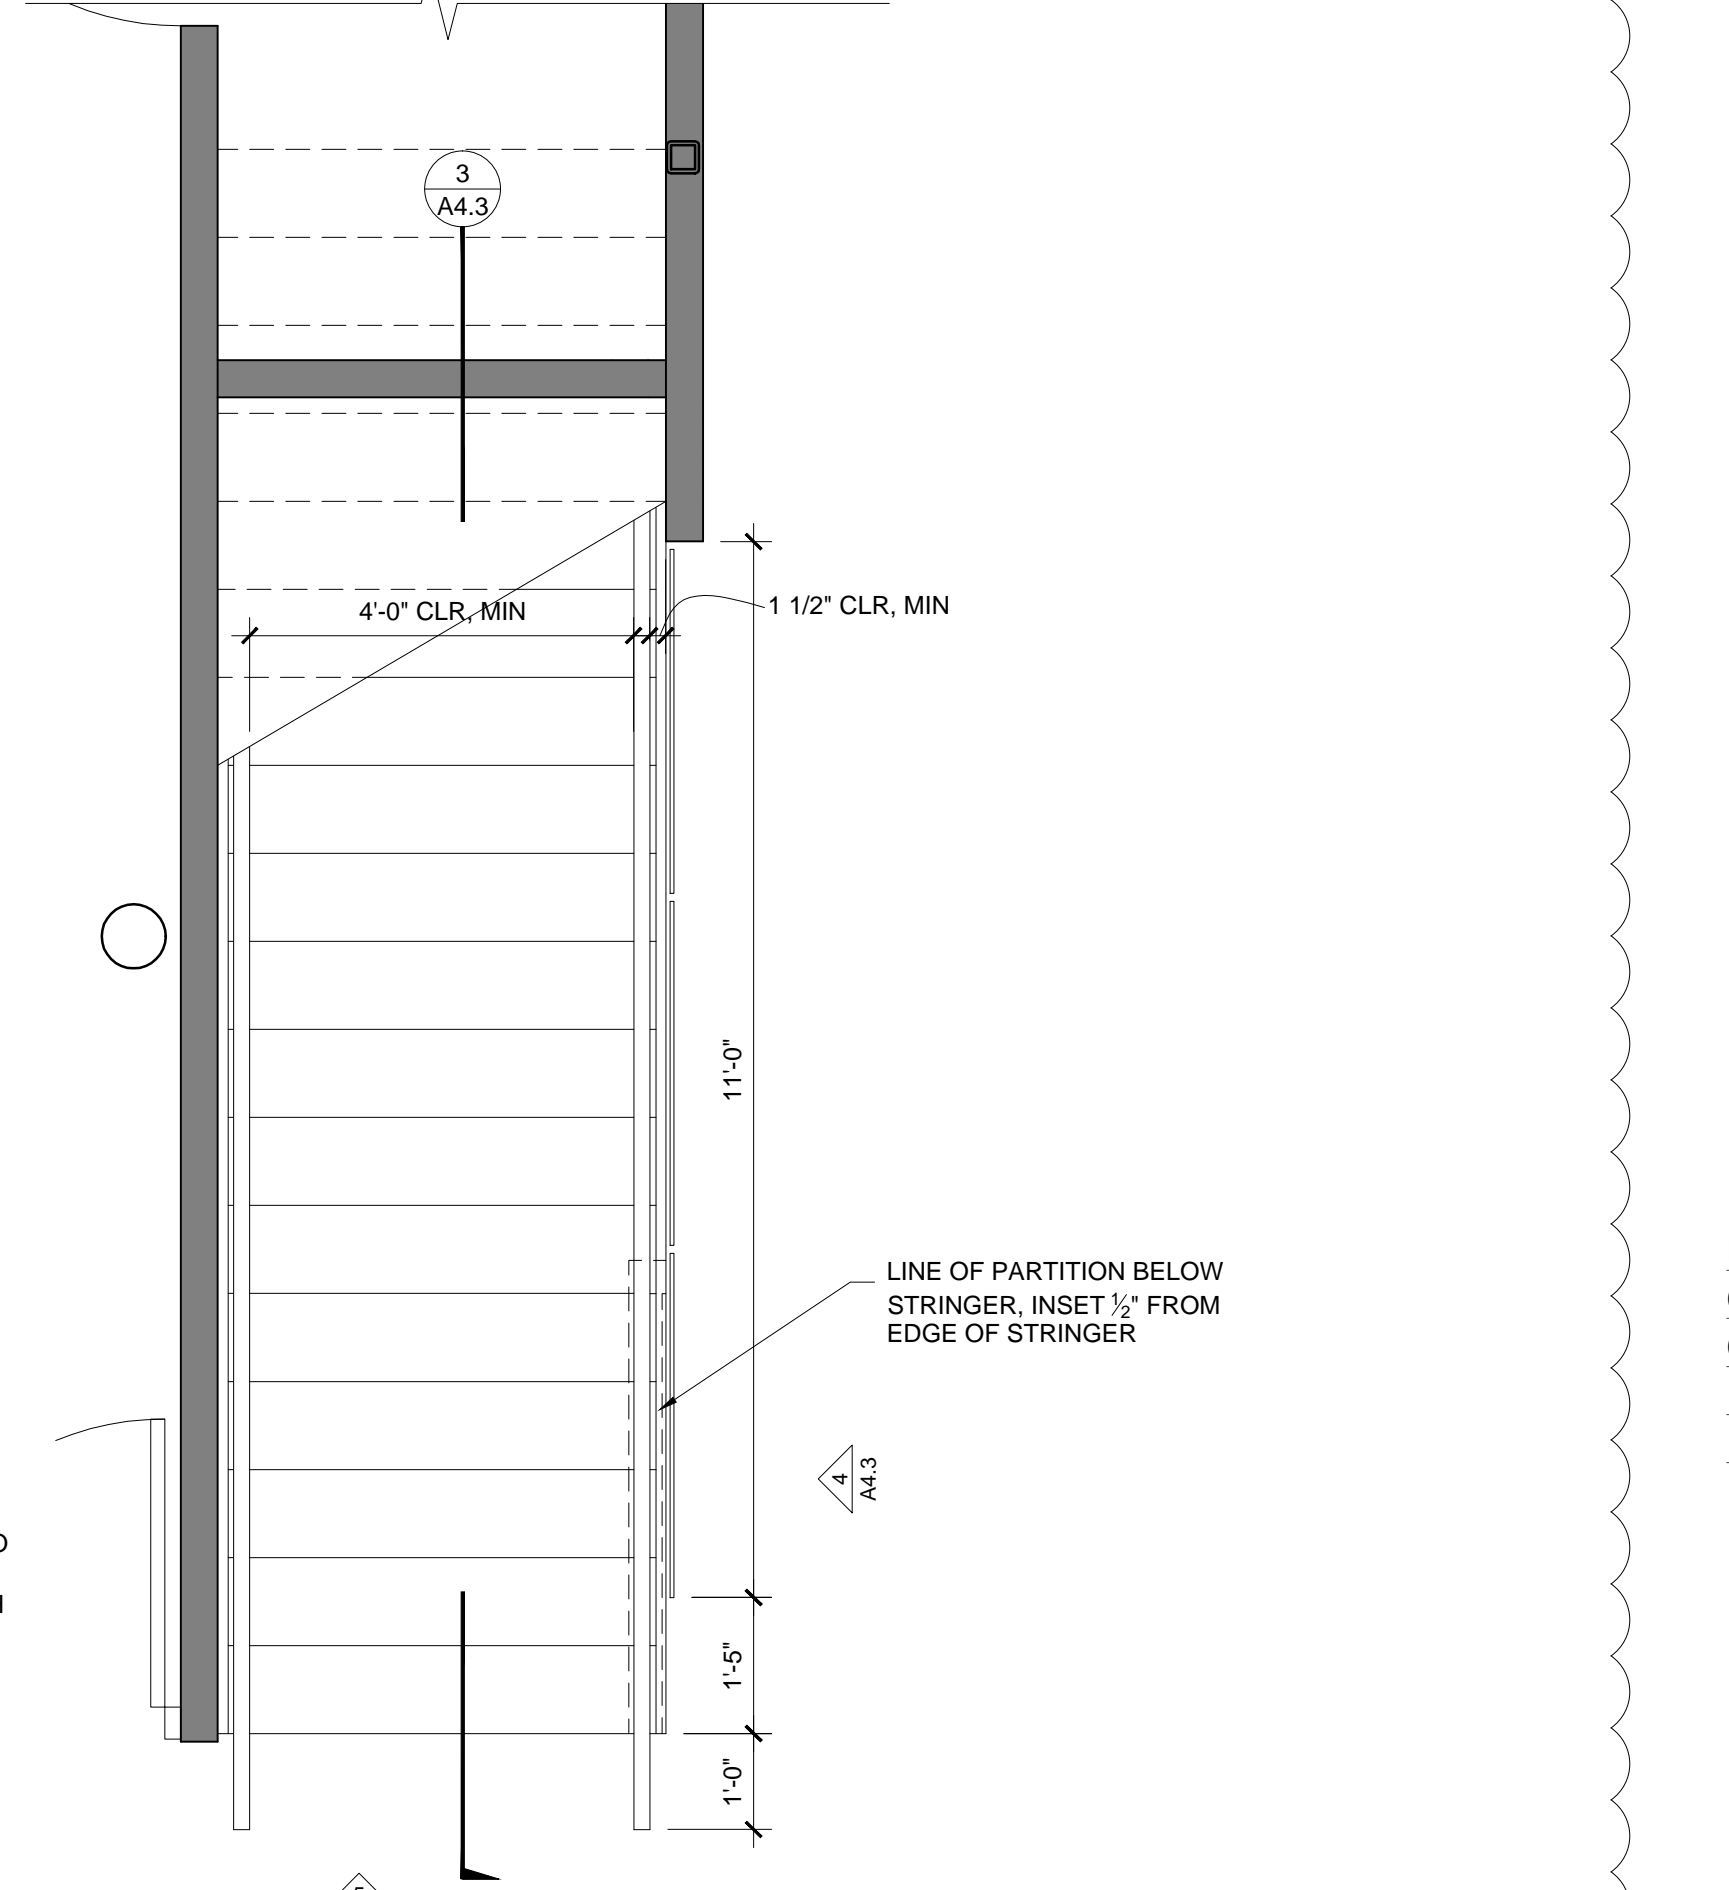 3
A4.3
4'-0" CLR, MIN
1 1/2" CLR, MIN
11'-0"
LINE OF PARTITION BELOW
STRINGER, INSET ½" FROM
EDGE OF STRINGER
4
A4.3
1'-5"
1'-0"